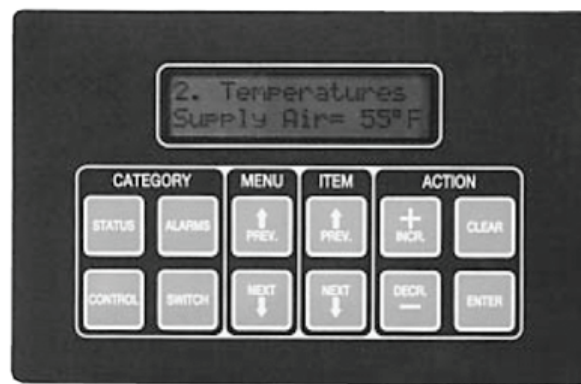 2. Temperatures
Supply Air= 55°F
CATEGORY MENU ITEM ACTION
STATUS ALARMS PREV. PREV. + INCR. CLEAR
CONTROL SWITCH NEXT NEXT DECR. − ENTER